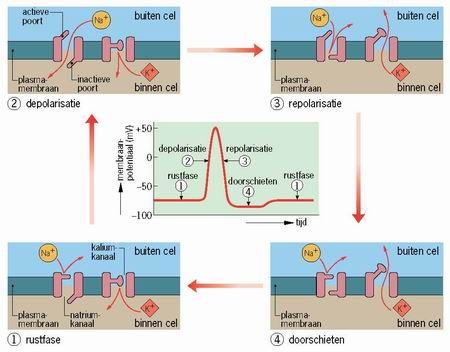 actieve
poort
Na+
buiten cel
plasma-
membraan
inactieve
poort
K+
binnen cel
② depolarisatie
Na+
buiten cel
plasma-
membraan
K+
binnen cel
③ repolarisatie
membraan-
potentiaal (mV)
+50
0
−50
−100
depolarisatie
②
repolarisatie
③
rustfase
①
doorschieten
④
rustfase
①
tijd
Na+
kalium-
kanaal
buiten cel
plasma-
membraan
natrium-
kanaal
K+
binnen cel
① rustfase
Na+
buiten cel
plasma-
membraan
K+
binnen cel
④ doorschieten